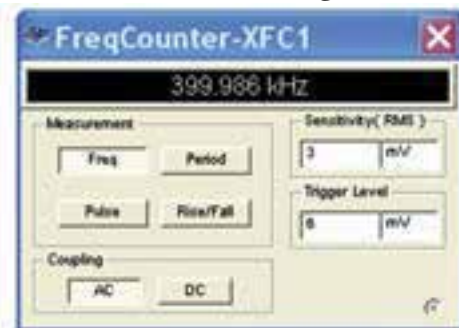 FreqCounter-XFC1
399.986 kHz
Measurement
Freq Period
Pulse Rise/Fall
Coupling
AC DC
Sensitivity( RMS )
3 mV
Trigger Level
6 mV